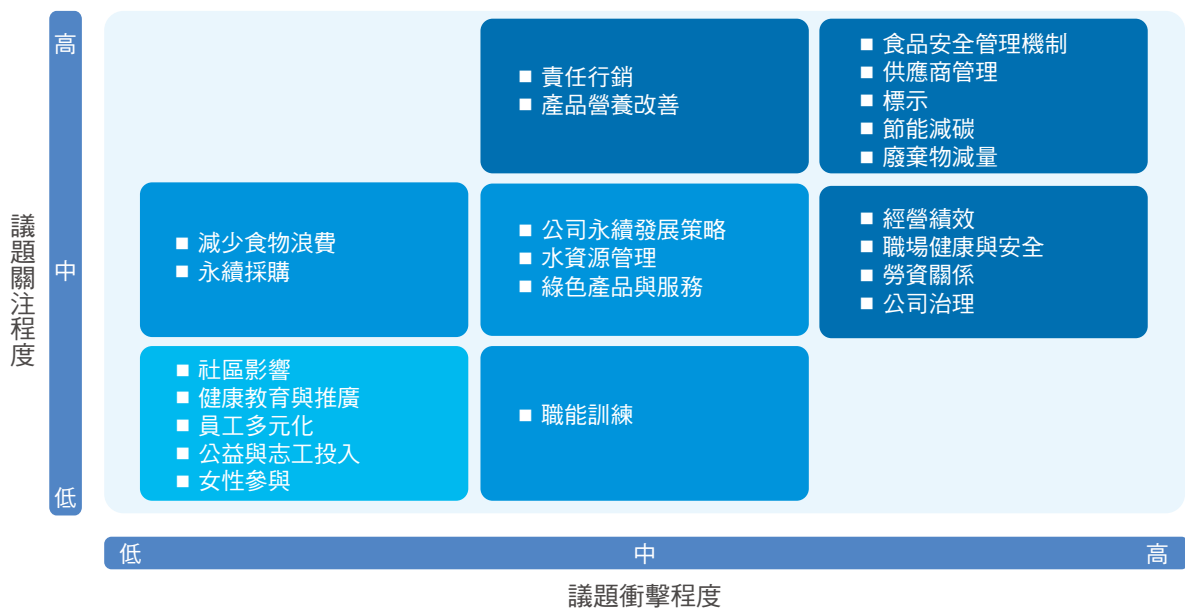 議題關注程度
高
中
低
■ 責任行銷
■ 產品營養改善
■ 食品安全管理機制
■ 供應商管理
■ 標示
■ 節能減碳
■ 廢棄物減量
■ 減少食物浪費
■ 永續採購
■ 公司永續發展策略
■ 水資源管理
■ 綠色產品與服務
■ 經營績效
■ 職場健康與安全
■ 勞資關係
■ 公司治理
■ 社區影響
■ 健康教育與推廣
■ 員工多元化
■ 公益與志工投入
■ 女性參與
■ 職能訓練
低 中 高
議題衝擊程度